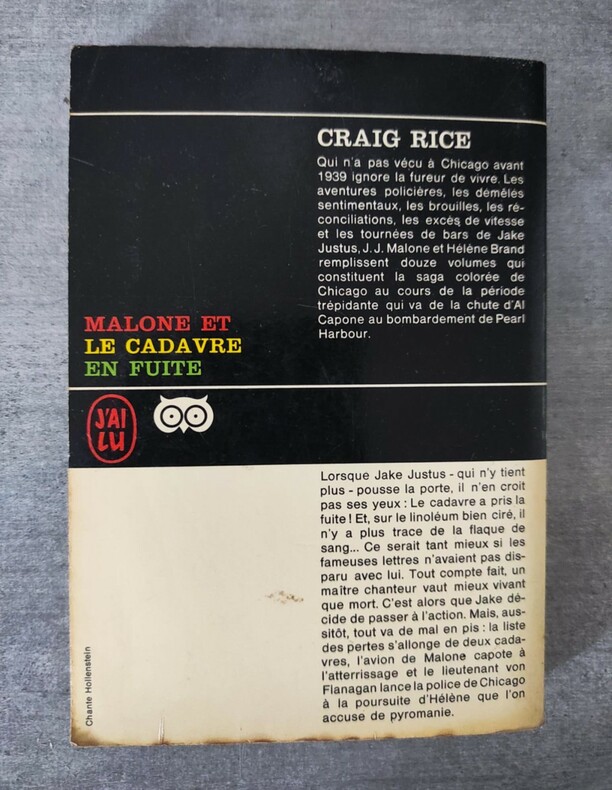 CRAIG RICE
Qui n'a pas vécu à Chicago avant
1939 ignore la fureur de vivre. Les
aventures policières, les démêlés
sentimentaux, les brouilles, les ré-
conciliations, les excès de vitesse
et les tournées de bars de Jake
Justus, J. J. Malone et Hélène Brand
remplissent douze volumes qui
constituent la saga colorée de
Chicago au cours de la période
trépidante qui va de la chute d'Al
Capone au bombardement de Pearl
Harbour.
MALONE ET
LE CADAVRE
EN FUITE
J'AI
LU
Lorsque Jake Justus - qui n'y tient
plus - pousse la porte, il n'en croit
pas ses yeux : Le cadavre a pris la
fuite ! Et, sur le linoléum bien ciré, il
n'y a plus trace de la flaque de
sang... Ce serait tant mieux si les
fameuses lettres n'avaient pas dis-
paru avec lui. Tout compte fait, un
maître chanteur vaut mieux vivant
que mort. C'est alors que Jake dé-
cide de passer à l'action. Mais, aus-
sitôt, tout va de mal en pis : la liste
des pertes s'allonge de deux cada-
vres, l'avion de Malone capote à
l'atterrissage et le lieutenant von
Flanagan lance la police de Chicago
à la poursuite d'Hélène que l'on
accuse de pyromanie.
Chante Hollenstein